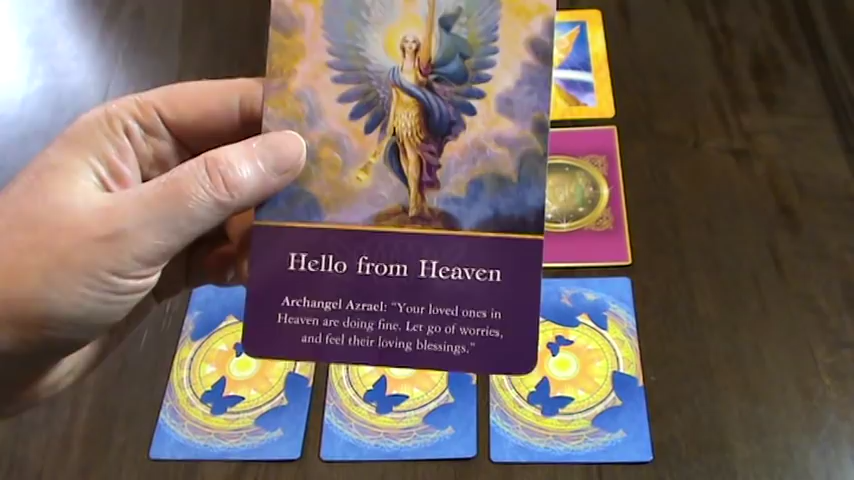 Hello from Heaven
Archangel Azrael: "Your loved ones in
Heaven are doing fine. Let go of worries,
and feel their loving blessings."